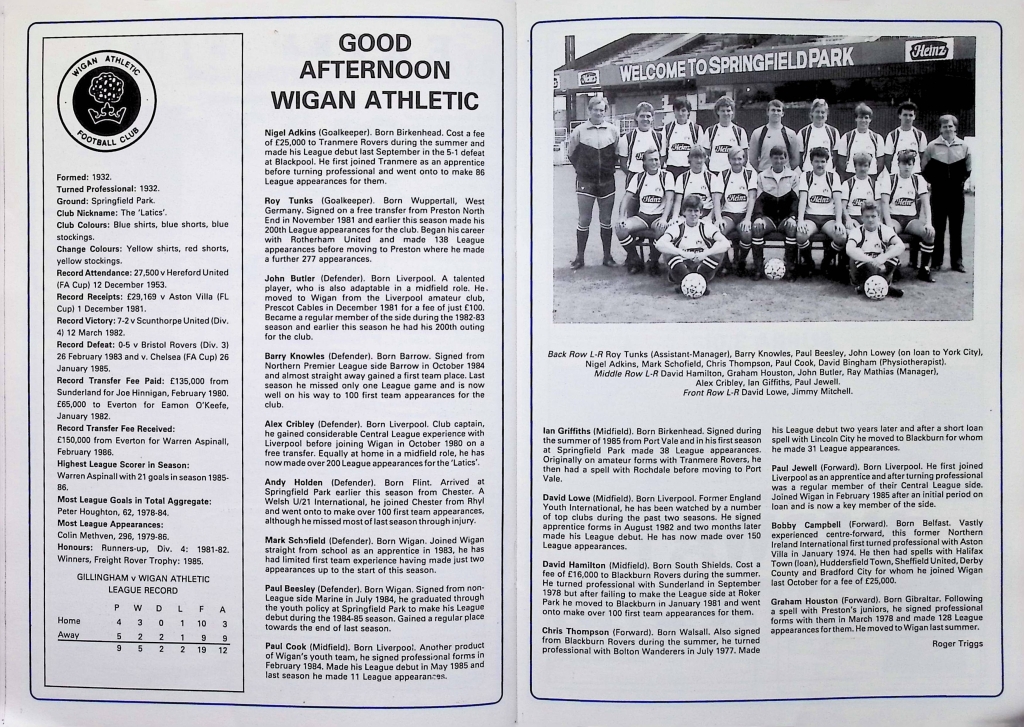 WIGAN ATHLETIC
FOOTBALL CLUB
Formed: 1932.
Turned Professional: 1932.
Ground: Springfield Park.
Club Nickname: The 'Latics'.
Club Colours: Blue shirts, blue shorts, blue
stockings.
Change Colours: Yellow shirts, red shorts,
yellow stockings.
Record Attendance: 27,500 v Hereford United
(FA Cup) 12 December 1953.
Record Receipts: £29,169 v Aston Villa (FL
Cup) 1 December 1981.
Record Victory: 7-2 v Scunthorpe United (Div.
4) 12 March 1982.
Record Defeat: 0-5 v Bristol Rovers (Div. 3)
26 February 1983 and v. Chelsea (FA Cup) 26
January 1985.
Record Transfer Fee Paid: £135,000 from
Sunderland for Joe Hinnigan, February 1980.
£65,000 to Everton for Eamon O'Keefe,
January 1982.
Record Transfer Fee Received:
£150,000 from Everton for Warren Aspinall,
February 1986.
Highest League Scorer in Season:
Warren Aspinall with 21 goals in season 1985-
86.
Most League Goals in Total Aggregate:
Peter Houghton, 62, 1978-84.
Most League Appearances:
Colin Methven, 296, 1979-86.
Honours: Runners-up, Div. 4: 1981-82.
Winners, Freight Rover Trophy: 1985.
GILLINGHAM v WIGAN ATHLETIC
LEAGUE RECORD
P W D L F A
Home 4 3 0 1 10 3
Away 5 2 2 1 9 9
9 5 2 2 19 12
GOOD
AFTERNOON
WIGAN ATHLETIC
Nigel Adkins (Goalkeeper). Born Birkenhead. Cost a fee
of £25,000 to Tranmere Rovers during the summer and
made his League debut last September in the 5-1 defeat
at Blackpool. He first joined Tranmere as an apprentice
before turning professional and went onto to make 86
League appearances for them.
Roy Tunks (Goalkeeper). Born Wuppertall, West
Germany. Signed on a free transfer from Preston North
End in November 1981 and earlier this season made his
200th League appearances for the club. Began his career
with Rotherham United and made 138 League
appearances before moving to Preston where he made
a further 277 appearances.
John Butler (Defender). Born Liverpool. A talented
player, who is also adaptable in a midfield role. He
moved to Wigan from the Liverpool amateur club,
Prescot Cables in December 1981 for a fee of just £100.
Became a regular member of the side during the 1982-83
season and earlier this season he had his 200th outing
for the club.
Barry Knowles (Defender). Born Barrow. Signed from
Northern Premier League side Barrow in October 1984
and almost straight away gained a first team place. Last
season he missed only one League game and is now
well on his way to 100 first team appearances for the
club.
Alex Cribley (Defender). Born Liverpool. Club captain,
he gained considerable Central League experience with
Liverpool before joining Wigan in October 1980 on a
free transfer. Equally at home in a midfield role, he has
now made over 200 League appearances for the 'Latics'.
Andy Holden (Defender). Born Flint. Arrived at
Springfield Park earlier this season from Chester. A
Welsh U/21 International, he joined Chester from Rhyl
and went onto to make over 100 first team appearances,
although he missed most of last season through injury.
Mark Schofield (Defender). Born Wigan. Joined Wigan
straight from school as an apprentice in 1983, he has
had limited first team experience having made just two
appearances up to the start of this season.
Paul Beesley (Defender). Born Wigan. Signed from non-
League side Marine in July 1984, he graduated through
the youth policy at Springfield Park to make his League
debut during the 1984-85 season. Gained a regular place
towards the end of last season.
Paul Cook (Midfield). Born Liverpool. Another product
of Wigan's youth team, he signed professional forms in
February 1984. Made his League debut in May 1985 and
last season he made 11 League appearances.
Heinz
WELCOME TO SPRINGFIELD PARK
Heinz
Back Row L-R Roy Tunks (Assistant-Manager), Barry Knowles, Paul Beesley, John Lowey (on loan to York City),
Nigel Adkins, Mark Schofield, Chris Thompson, Paul Cook, David Bingham (Physiotherapist).
Middle Row L-R David Hamilton, Graham Houston, John Butler, Ray Mathias (Manager),
Alex Cribley, Ian Giffiths, Paul Jewell.
Front Row L-R David Lowe, Jimmy Mitchell.
Ian Griffiths (Midfield). Born Birkenhead. Signed during
the summer of 1985 from Port Vale and in his first season
at Springfield Park made 38 League appearances.
Originally on amateur forms with Tranmere Rovers, he
then had a spell with Rochdale before moving to Port
Vale.
David Lowe (Midfield). Born Liverpool. Former England
Youth International, he has been watched by a number
of top clubs during the past two seasons. He signed
apprentice forms in August 1982 and two months later
made his League debut. He has now made over 150
League appearances.
David Hamilton (Midfield). Born South Shields. Cost a
fee of £16,000 to Blackburn Rovers during the summer.
He turned professional with Sunderland in September
1978 but after failing to make the League side at Roker
Park he moved to Blackburn in January 1981 and went
onto make over 100 first team appearances for them.
Chris Thompson (Forward). Born Walsall. Also signed
from Blackburn Rovers during the summer, he turned
professional with Bolton Wanderers in July 1977. Made
his League debut two years later and after a short loan
spell with Lincoln City he moved to Blackburn for whom
he made 31 League appearances.
Paul Jewell (Forward). Born Liverpool. He first joined
Liverpool as an apprentice and after turning professional
was a regular member of their Central League side.
Joined Wigan in February 1985 after an initial period on
loan and is now a key member of the side.
Bobby Campbell (Forward). Born Belfast. Vastly
experienced centre-forward, this former Northern
Ireland International first turned professional with Aston
Villa in January 1974. He then had spells with Halifax
Town (loan), Huddersfield Town, Sheffield United, Derby
County and Bradford City for whom he joined Wigan
last October for a fee of £25,000.
Graham Houston (Forward). Born Gibraltar. Following
a spell with Preston's juniors, he signed professional
forms with them in March 1978 and made 128 League
appearances for them. He moved to Wigan last summer.
Roger Triggs